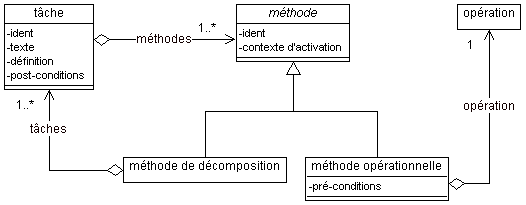 tâche
-ident
-texte
-définition
-post-conditions
méthodes
1..*
méthode
-ident
-contexte d'activation
opération
1
opération
1..*
tâches
méthode de décomposition
méthode opérationnelle
-pré-conditions